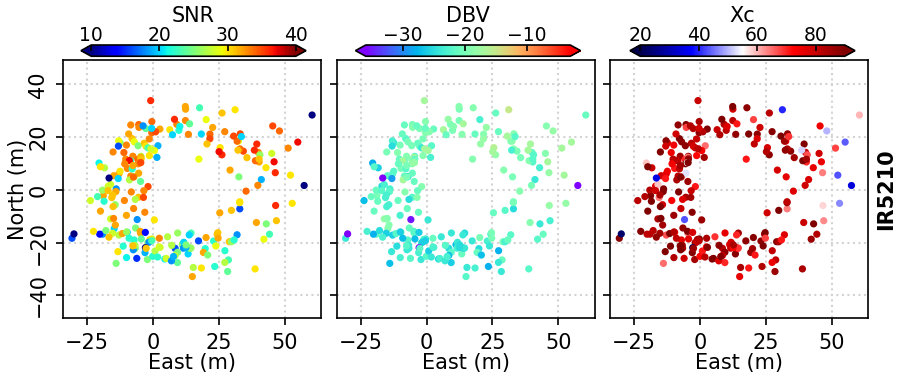 SNR DBV Xc
10 20 30 40 −30 −20 −10 20 40 60 80
North (m)
40
20
0
−20
−40
−25 0 25 50 −25 0 25 50 −25 0 25 50
East (m) East (m) East (m)
IR5210